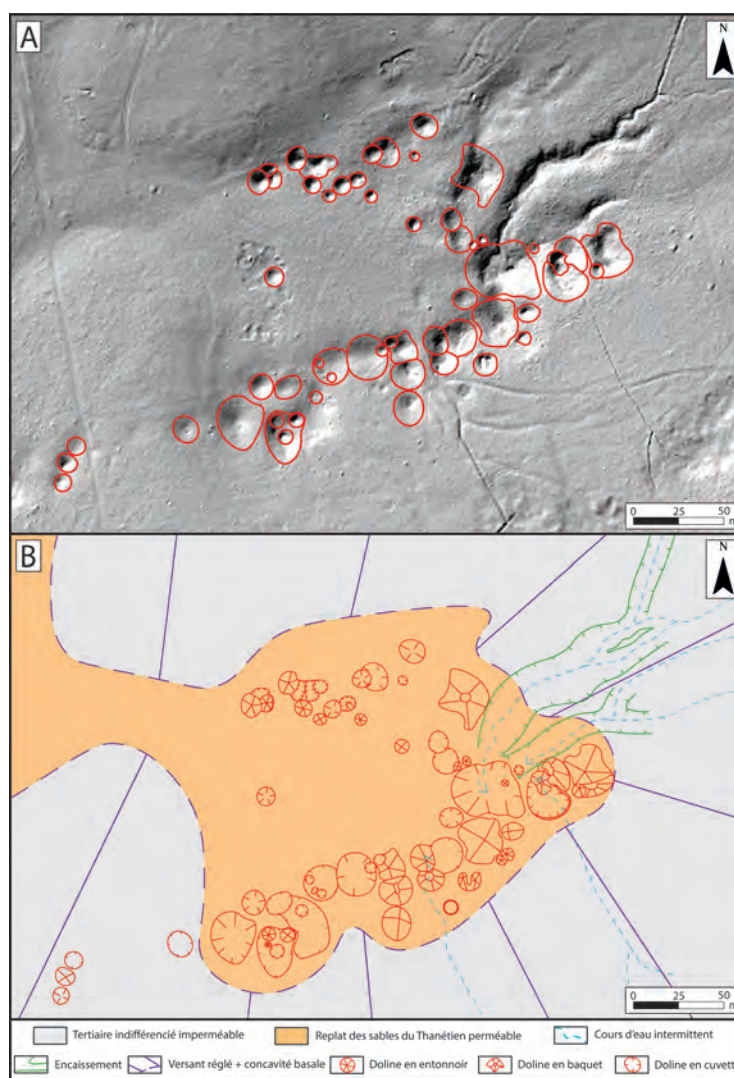 A
N
0 25 50
m
B
N
0 25 50
m
Tertiaire indifférencié imperméable
Replat des sables du Thanétien perméable
Cours d'eau intermittent
Encaissement
Versant réglé + concavité basale
Doline en entonnoir
Doline en baquet
Doline en cuvett